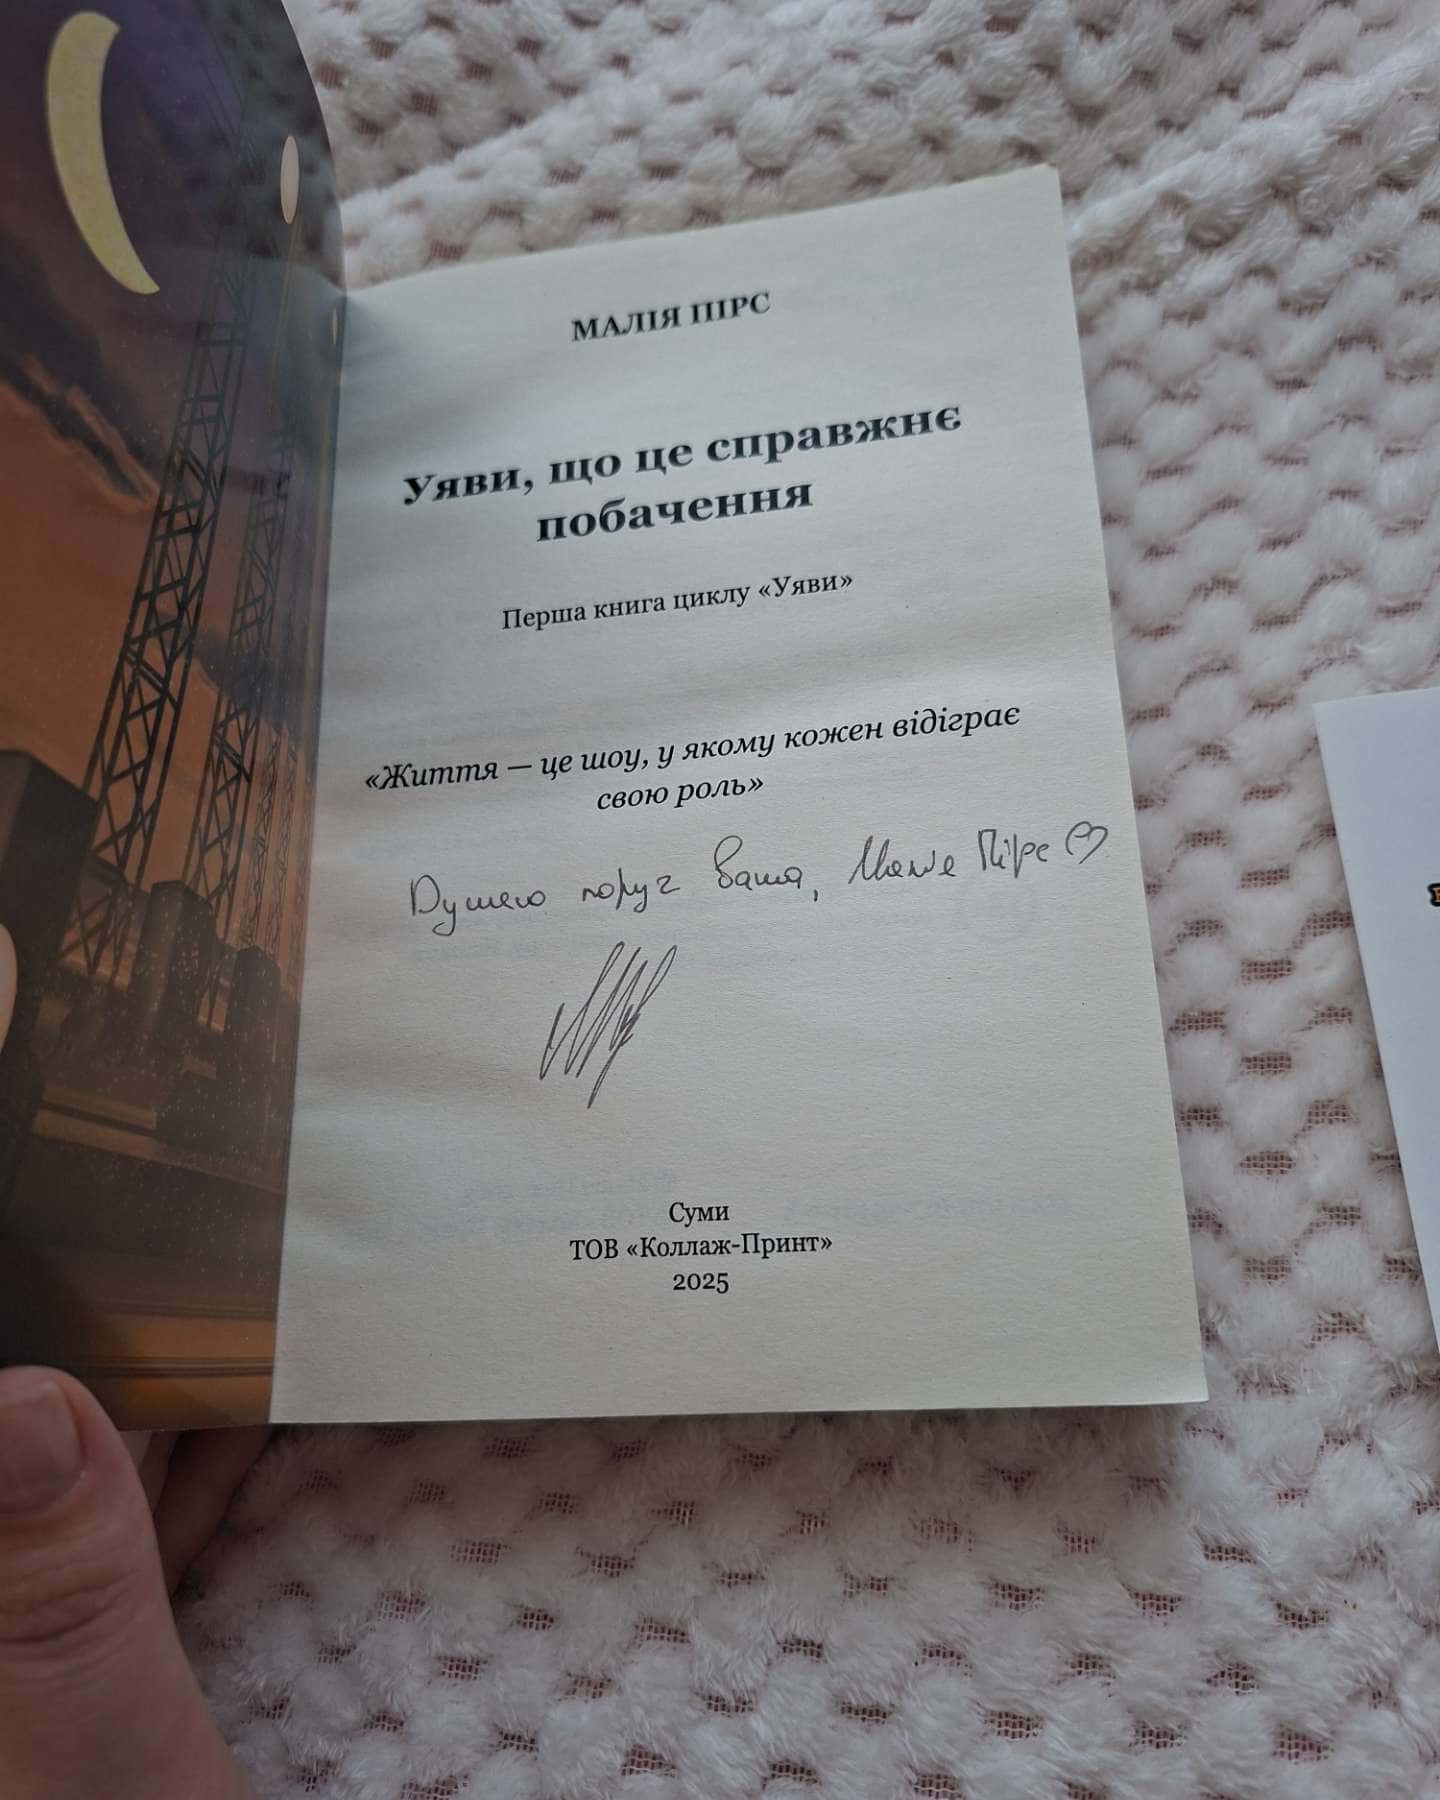 МАЛІЯ ПІРС
Уяви, що це справжнє
побачення
Перша книга циклу «Уяви»
«Життя — це шоу, у якому кожен відіграє
свою роль»
Душею поруч Ваша, Малія Пірс
Суми
ТОВ «Коллаж-Принт»
2025